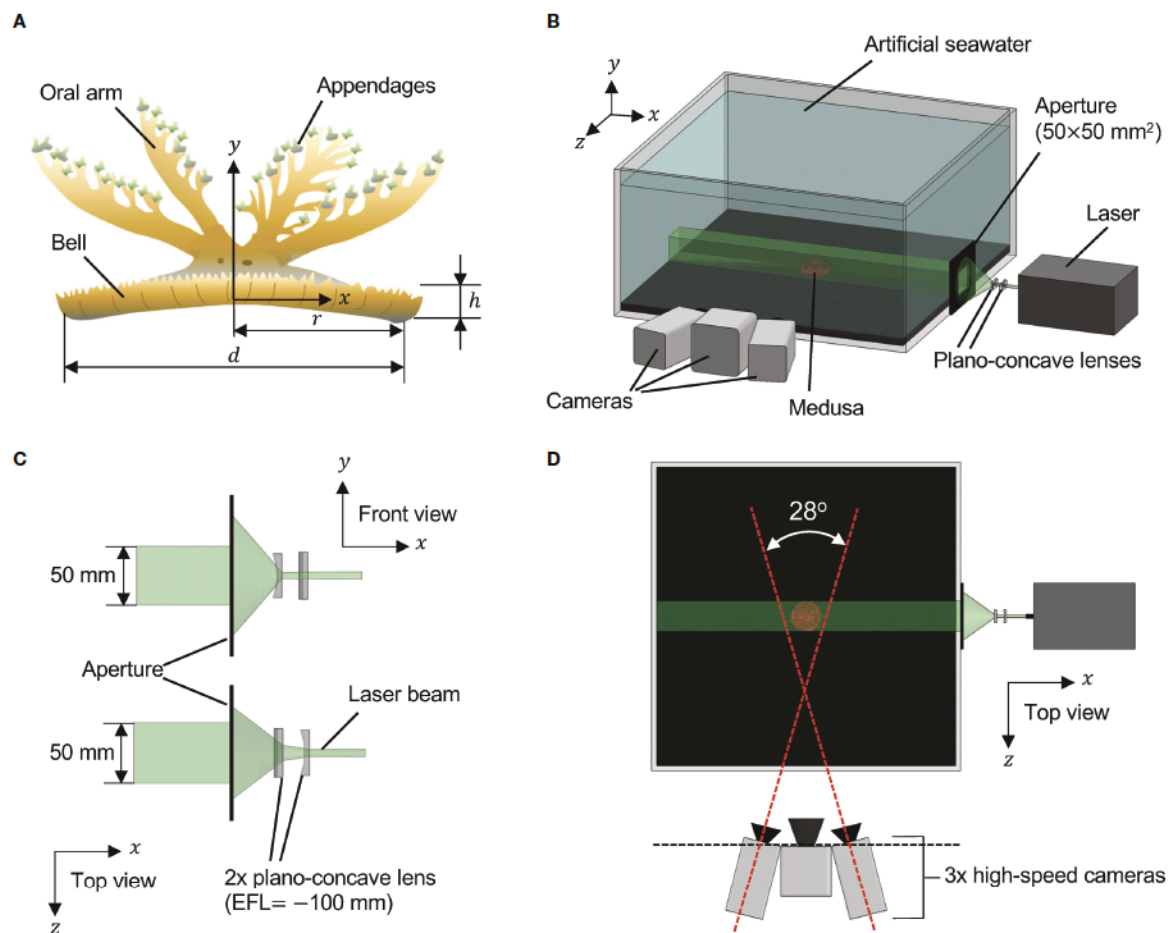 A
Oral arm
Appendages
y
Bell
x
r
h
d
B
Artificial seawater
y
x
z
Aperture
(50×50 mm²)
Laser
Plano-concave lenses
Cameras
Medusa
C
y
Front view
x
50 mm
Aperture
Laser beam
50 mm
x
Top view
z
2x plano-concave lens
(EFL= −100 mm)
D
28°
x
Top view
z
3x high-speed cameras